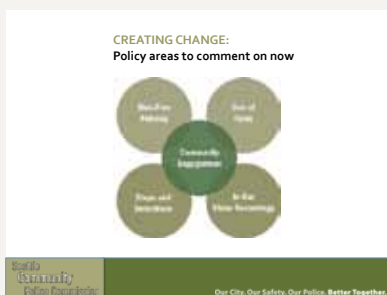 CREATING CHANGE:
Policy areas to comment on now
Bias-Free
Policing
Use of
Force
Community
Engagement
Stops and
Detentions
In-Car
Video Recordings
Seattle
Community
Police Commission
Our City. Our Safety. Our Police. Better Together.